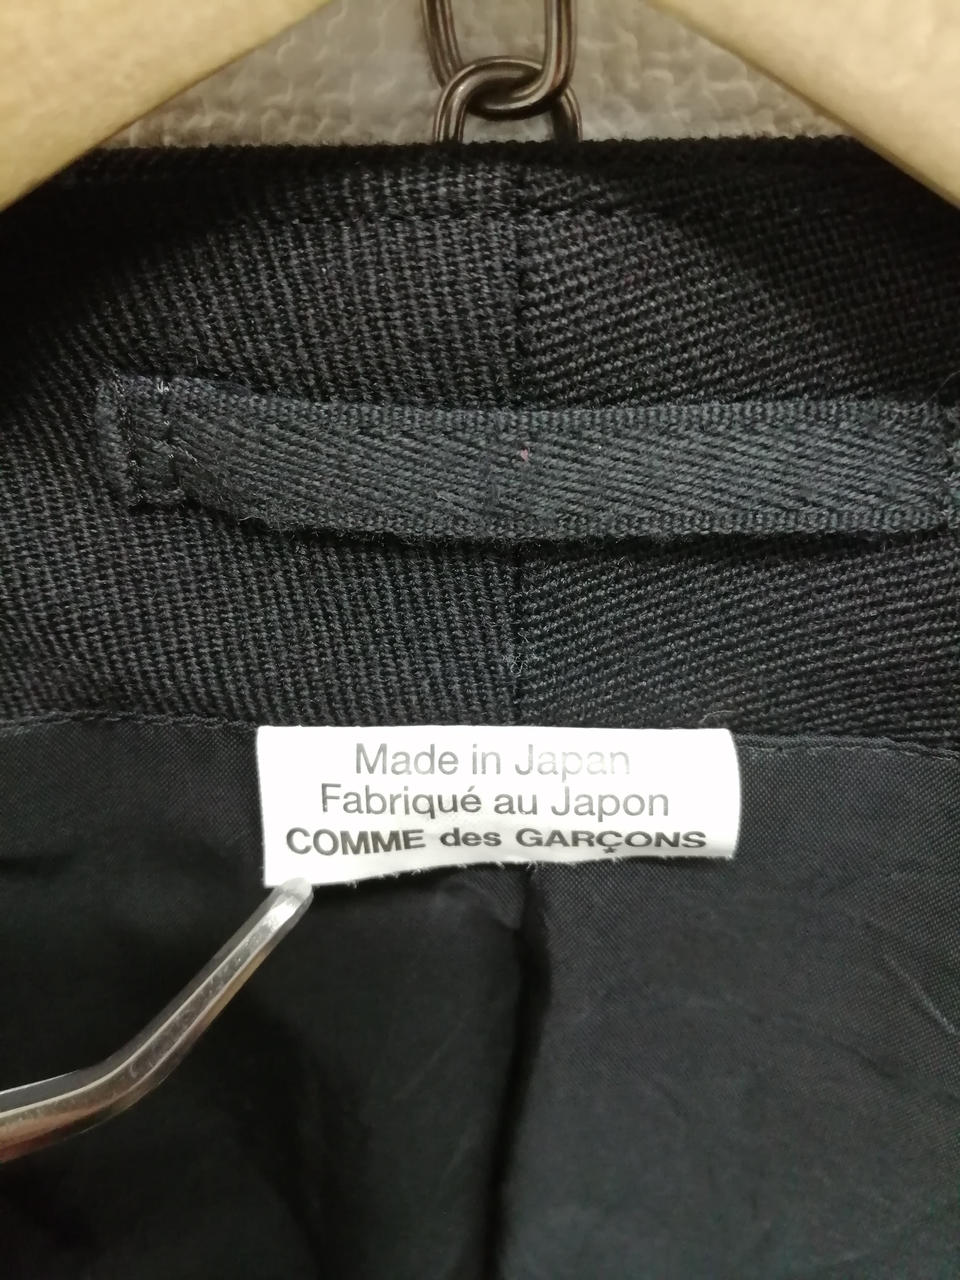 Made in Japan
Fabriqué au Japon
COMME des GARÇONS